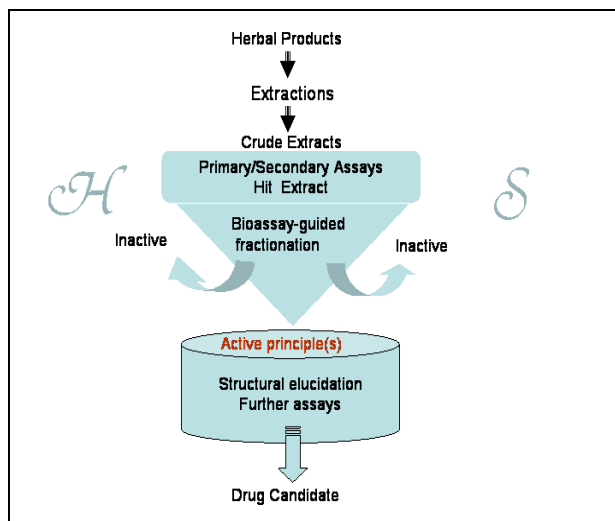 Herbal Products
Extractions
Crude Extracts
Primary/Secondary Assays
Hit Extract
H
S
Bioassay-guided
fractionation
Inactive
Inactive
Active principle(s)
Structural elucidation
Further assays
Drug Candidate